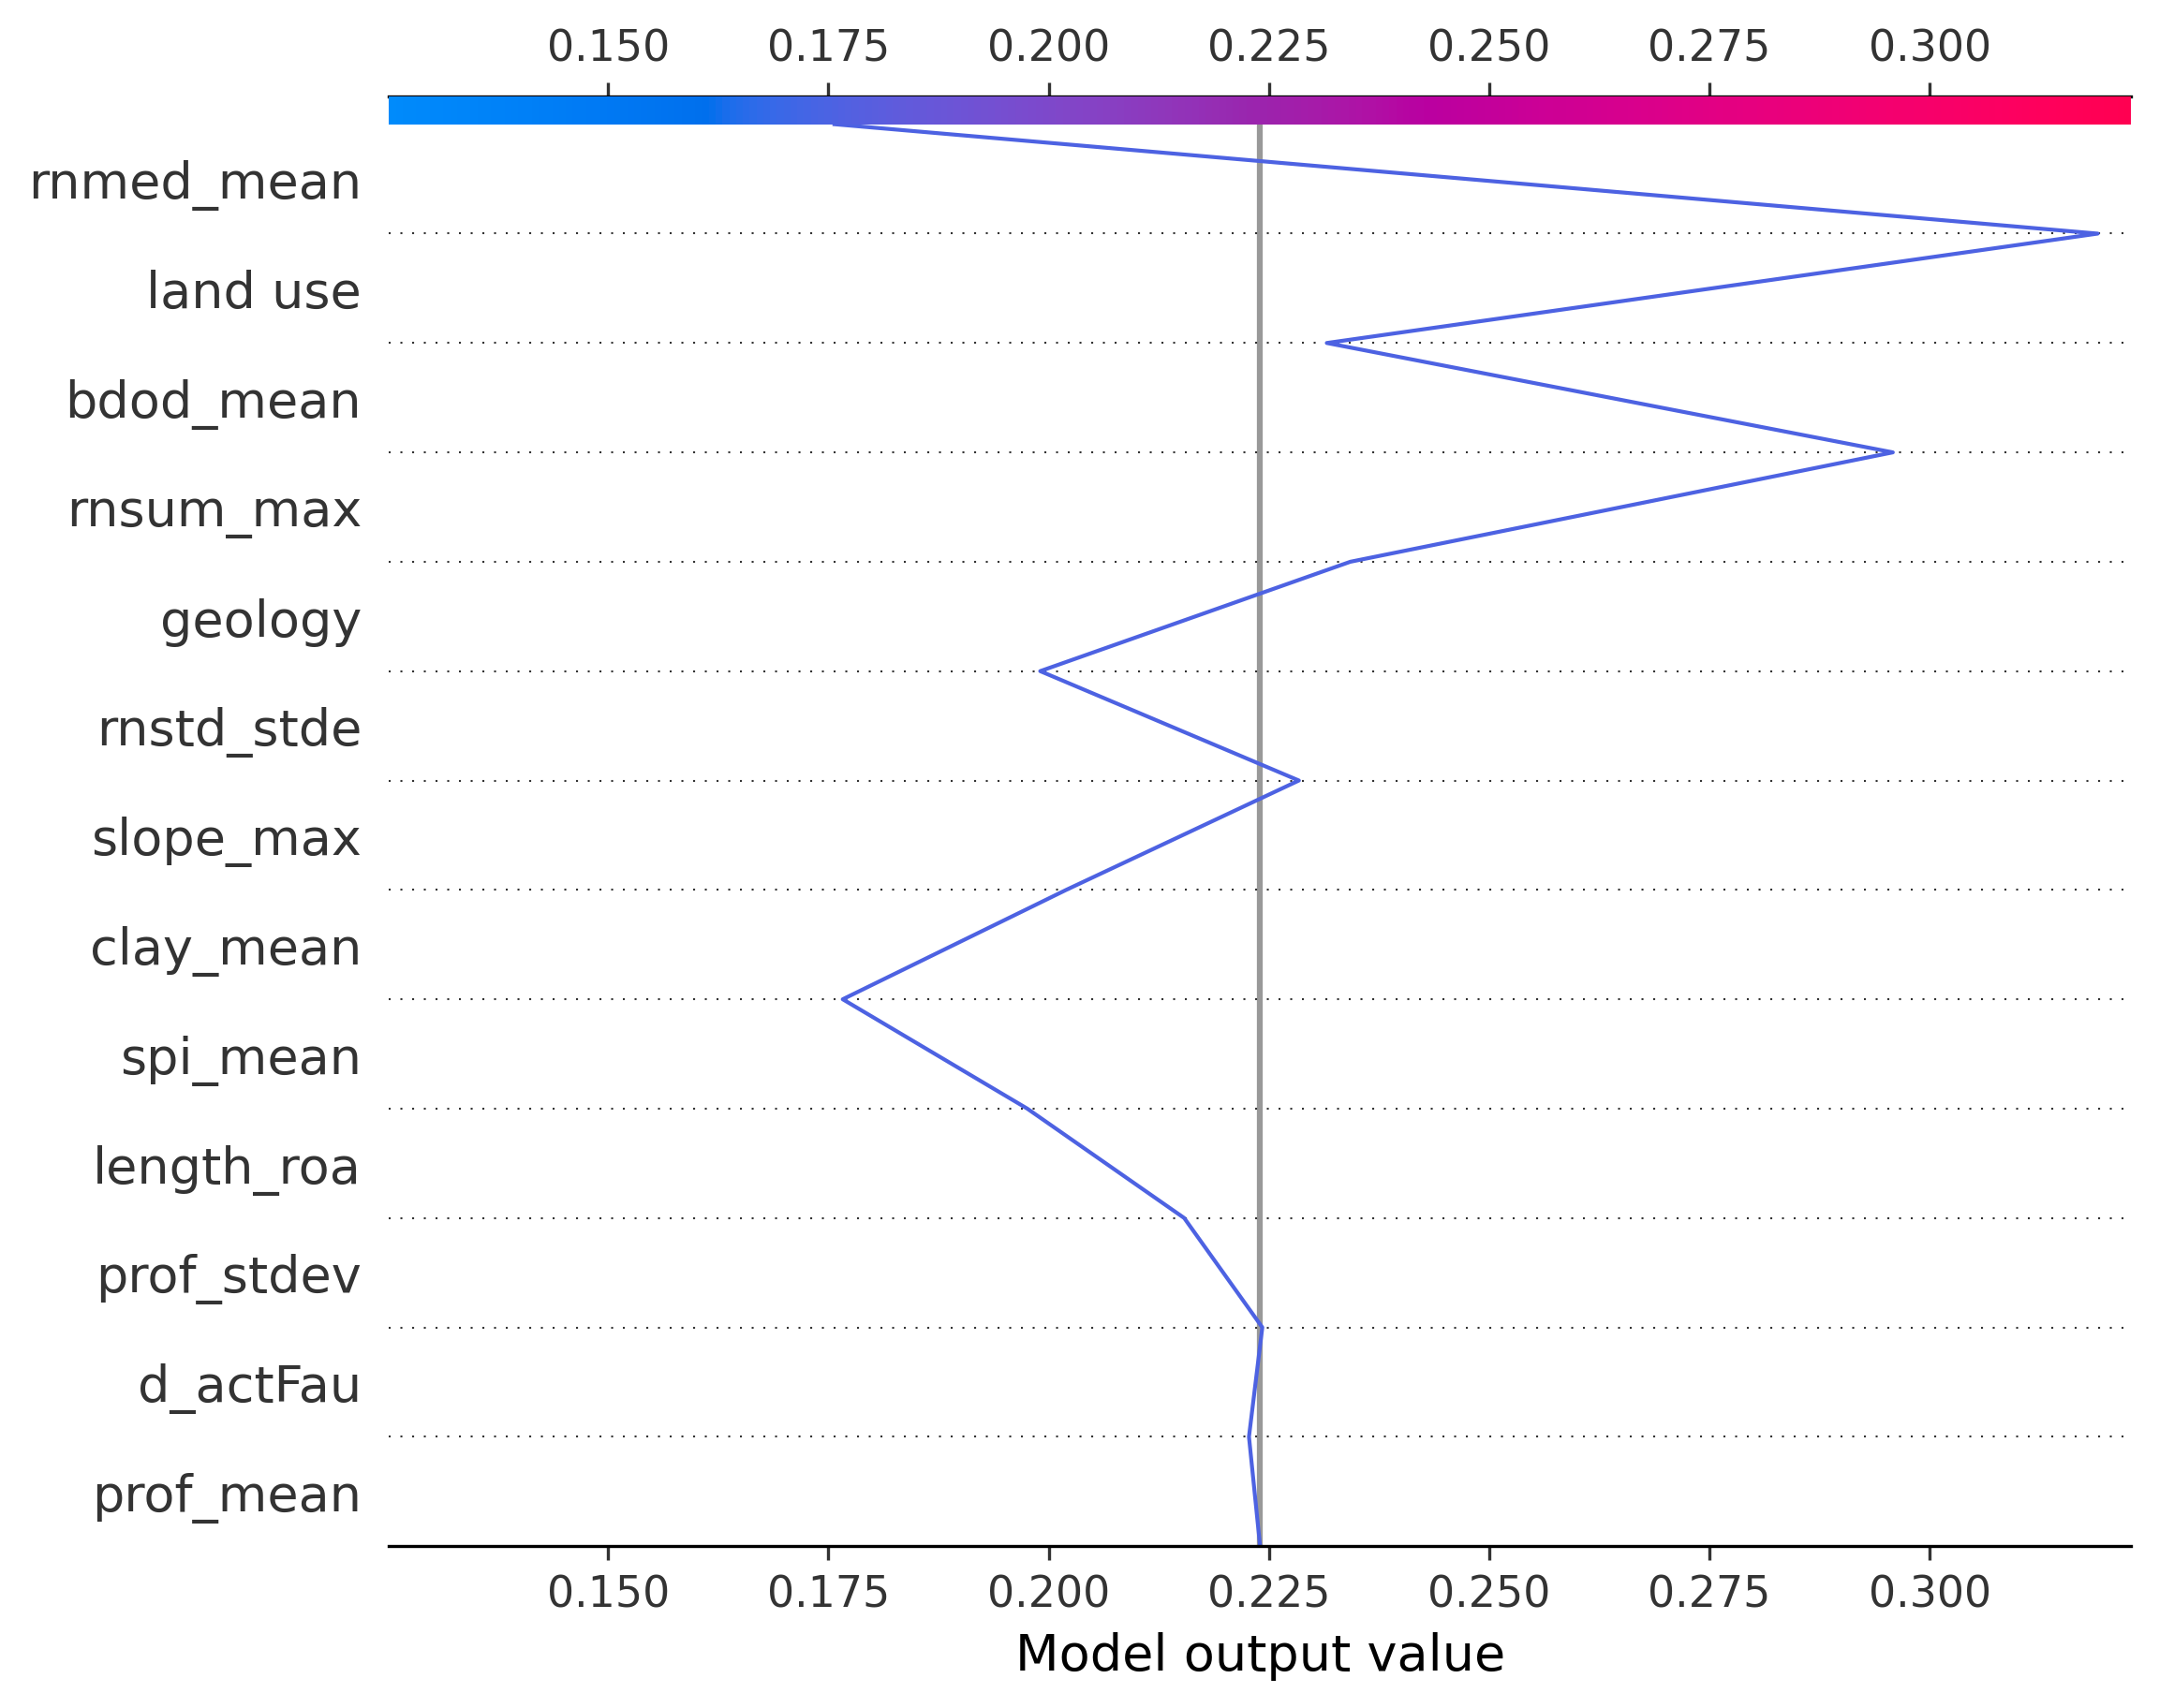 0.150 0.175 0.200 0.225 0.250 0.275 0.300
rnmed_mean
land use
bdod_mean
rnsum_max
geology
rnstd_stde
slope_max
clay_mean
spi_mean
length_roa
prof_stdev
d_actFau
prof_mean
0.150 0.175 0.200 0.225 0.250 0.275 0.300
Model output value